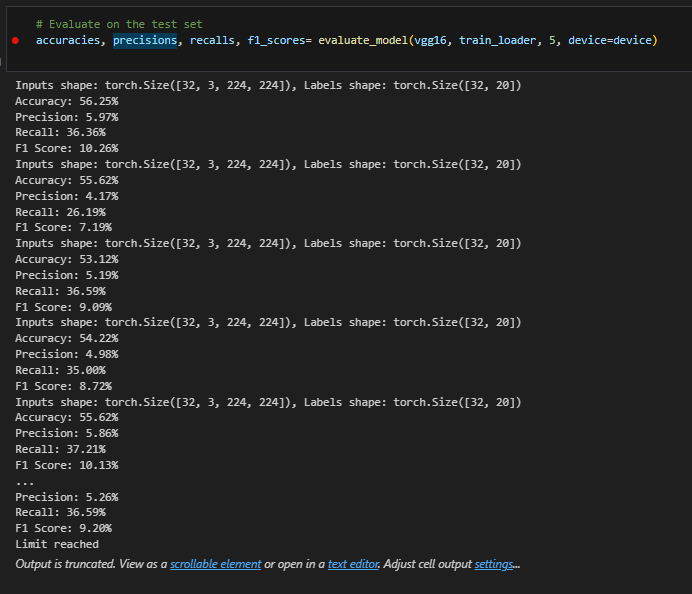 # Evaluate on the test set
accuracies, precisions, recalls, f1_scores= evaluate_model(vgg16, train_loader, 5, device=device)
Inputs shape: torch.Size([32, 3, 224, 224]), Labels shape: torch.Size([32, 20])
Accuracy: 56.25%
Precision: 5.97%
Recall: 36.36%
F1 Score: 10.26%
Inputs shape: torch.Size([32, 3, 224, 224]), Labels shape: torch.Size([32, 20])
Accuracy: 55.62%
Precision: 4.17%
Recall: 26.19%
F1 Score: 7.19%
Inputs shape: torch.Size([32, 3, 224, 224]), Labels shape: torch.Size([32, 20])
Accuracy: 53.12%
Precision: 5.19%
Recall: 36.59%
F1 Score: 9.09%
Inputs shape: torch.Size([32, 3, 224, 224]), Labels shape: torch.Size([32, 20])
Accuracy: 54.22%
Precision: 4.98%
Recall: 35.00%
F1 Score: 8.72%
Inputs shape: torch.Size([32, 3, 224, 224]), Labels shape: torch.Size([32, 20])
Accuracy: 55.62%
Precision: 5.86%
Recall: 37.21%
F1 Score: 10.13%
...
Precision: 5.26%
Recall: 36.59%
F1 Score: 9.20%
Limit reached
Output is truncated. View as a scrollable element or open in a text editor. Adjust cell output settings...